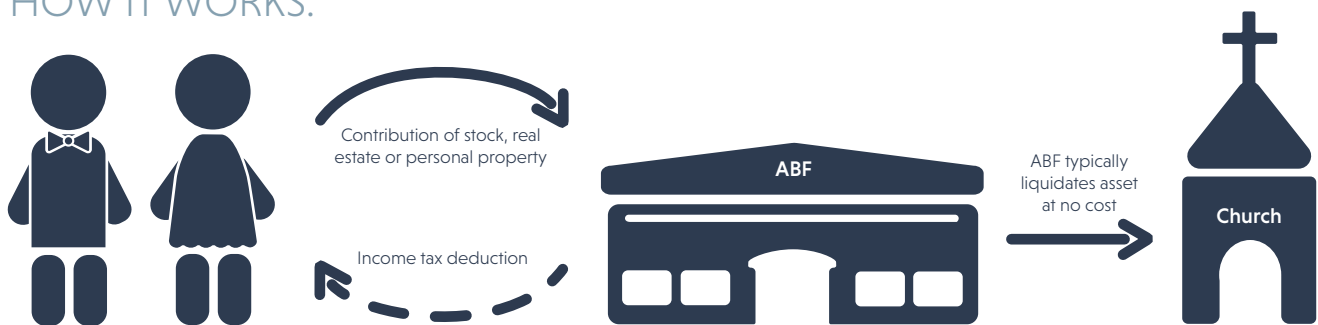 HOW IT WORKS:
Contribution of stock, real
estate or personal property
Income tax deduction
ABF
ABF typically
liquidates asset
at no cost
Church